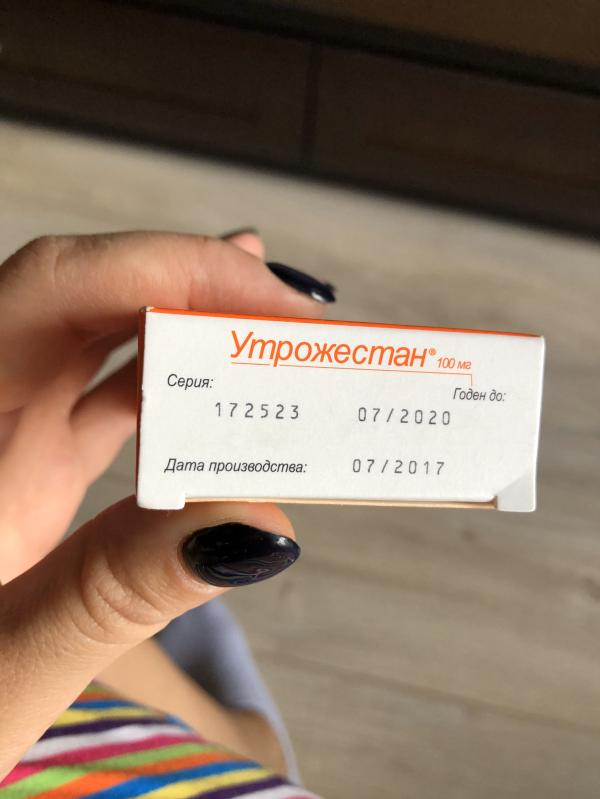 Утрожестан® 100 мг
Серия: Годен до:
172523 07/2020
Дата производства: 07/2017